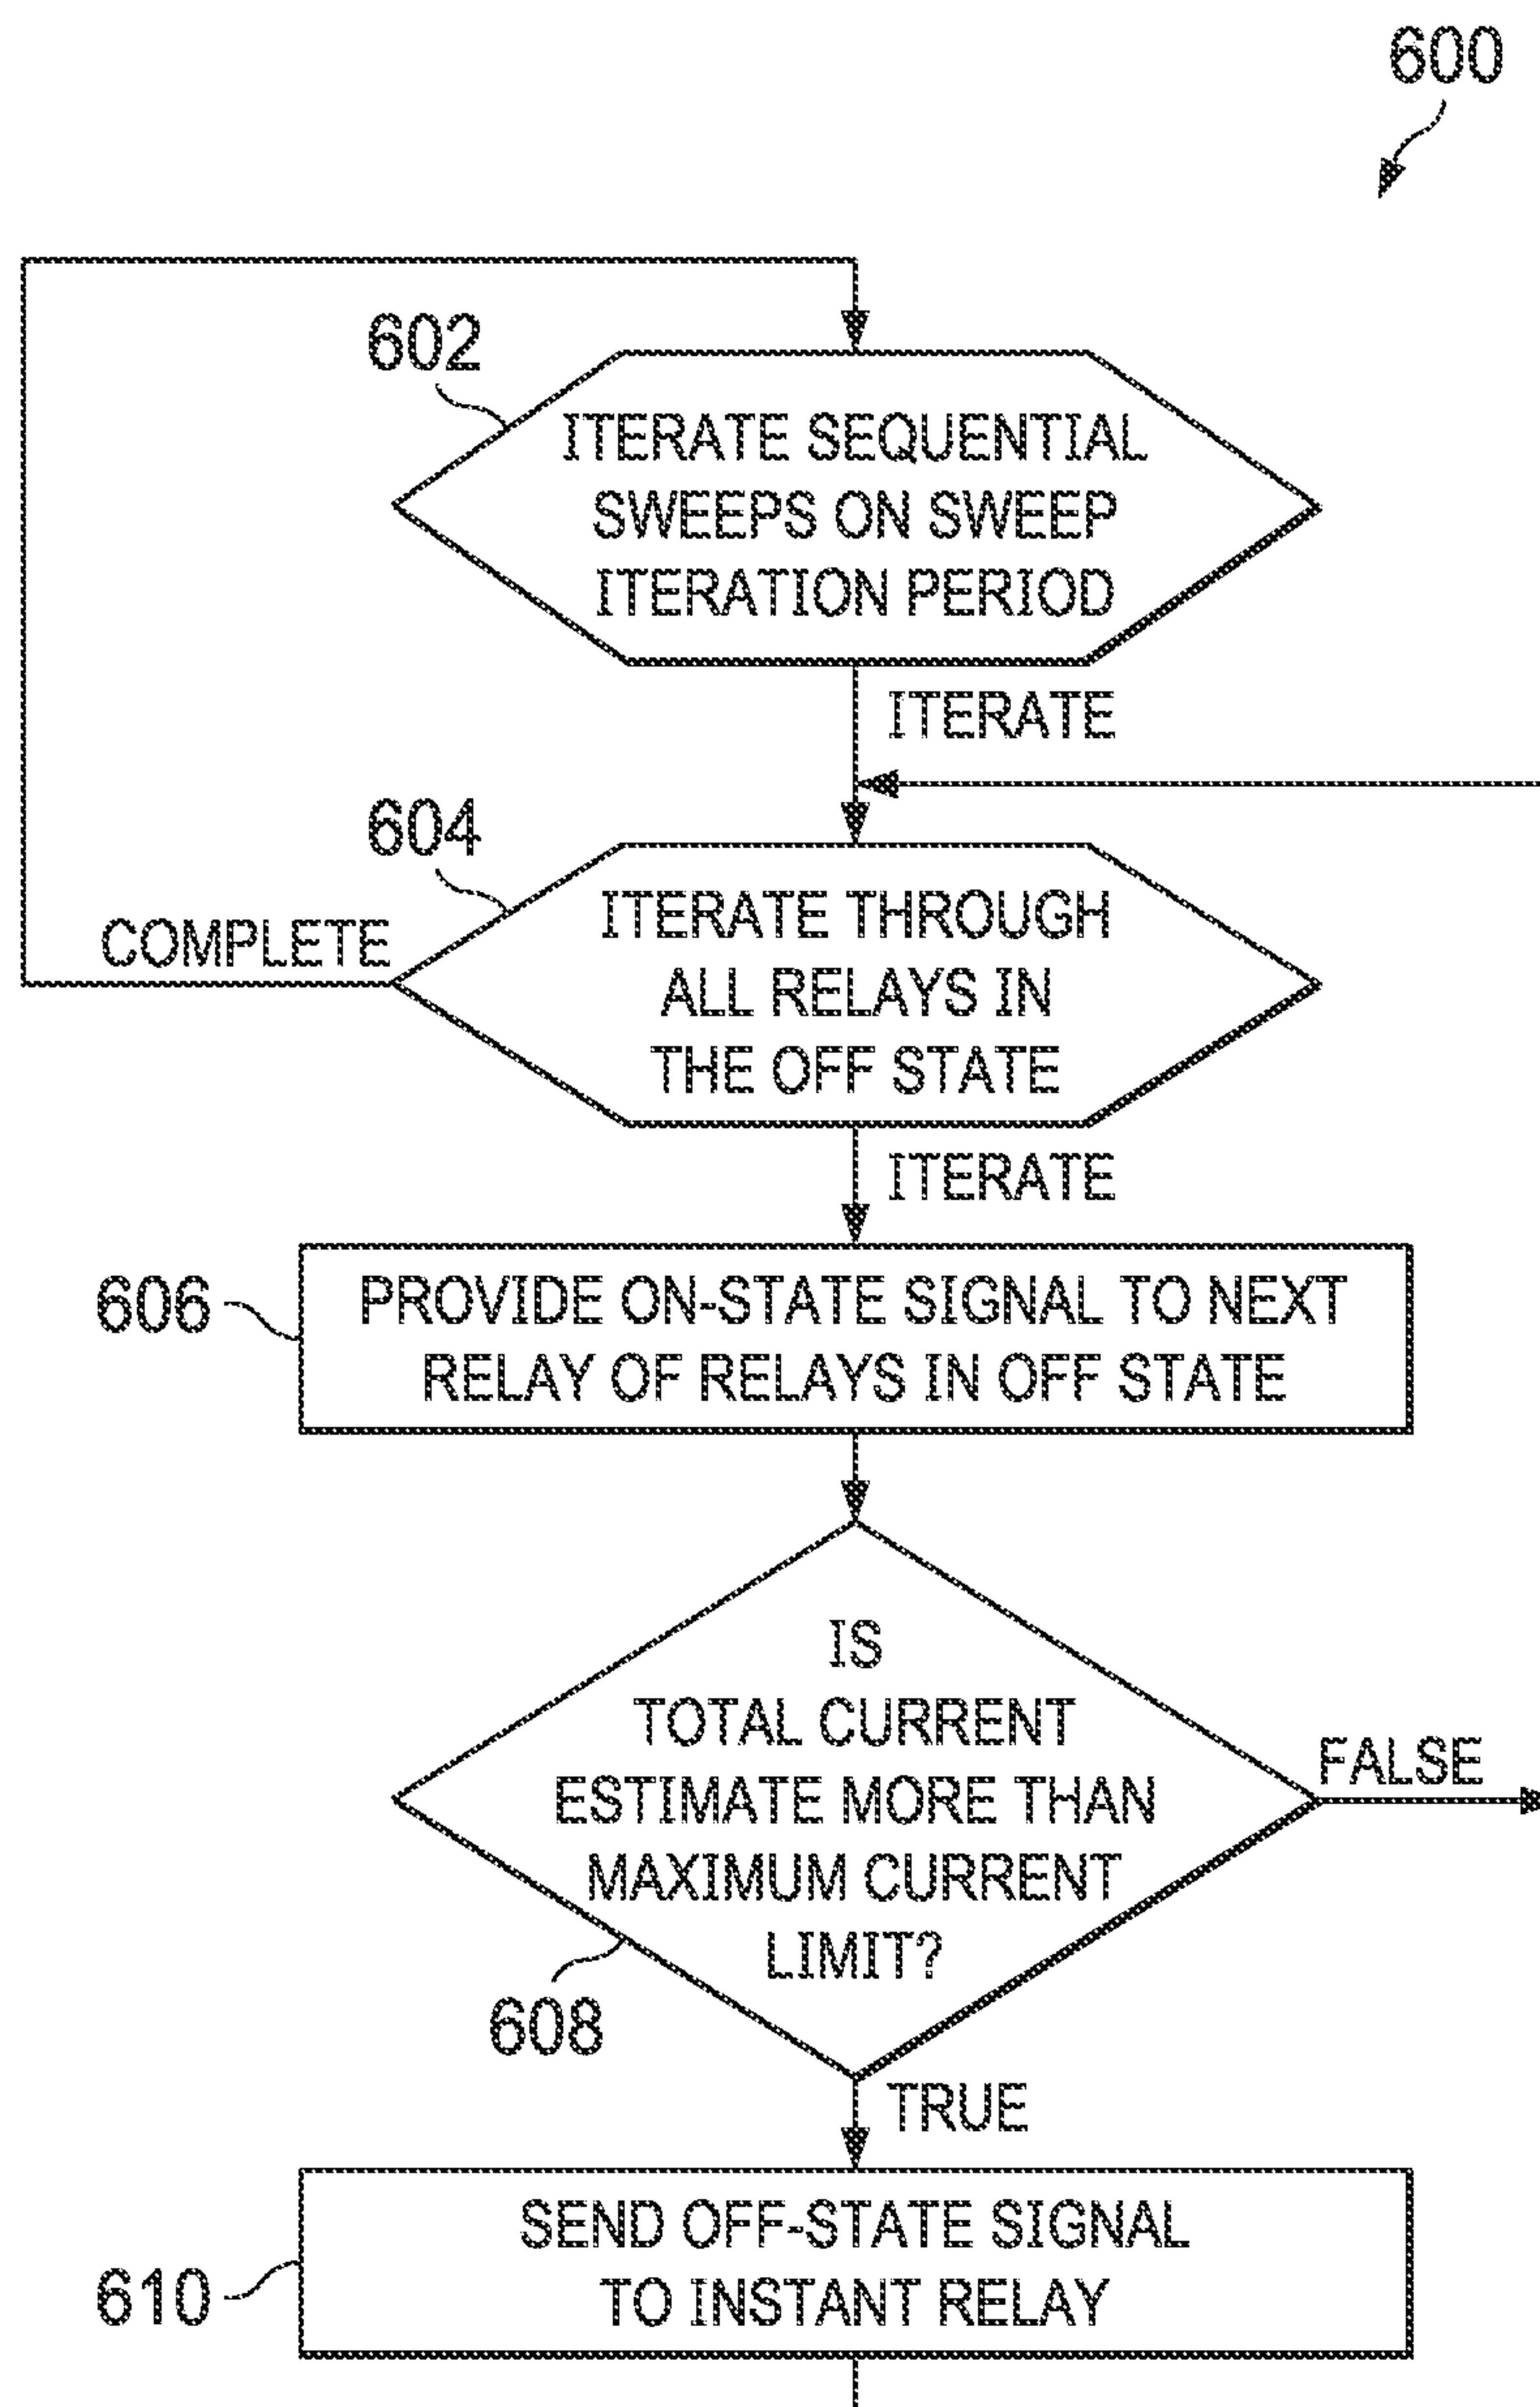 600
602
ITERATE SEQUENTIAL
SWEEPS ON SWEEP
ITERATION PERIOD
ITERATE
604
COMPLETE
ITERATE THROUGH
ALL RELAYS IN
THE OFF STATE
ITERATE
606
PROVIDE ON-STATE SIGNAL TO NEXT
RELAY OF RELAYS IN OFF STATE
IS
TOTAL CURRENT
ESTIMATE MORE THAN
MAXIMUM CURRENT
LIMIT?
FALSE
608
TRUE
SEND OFF-STATE SIGNAL
TO INSTANT RELAY
610